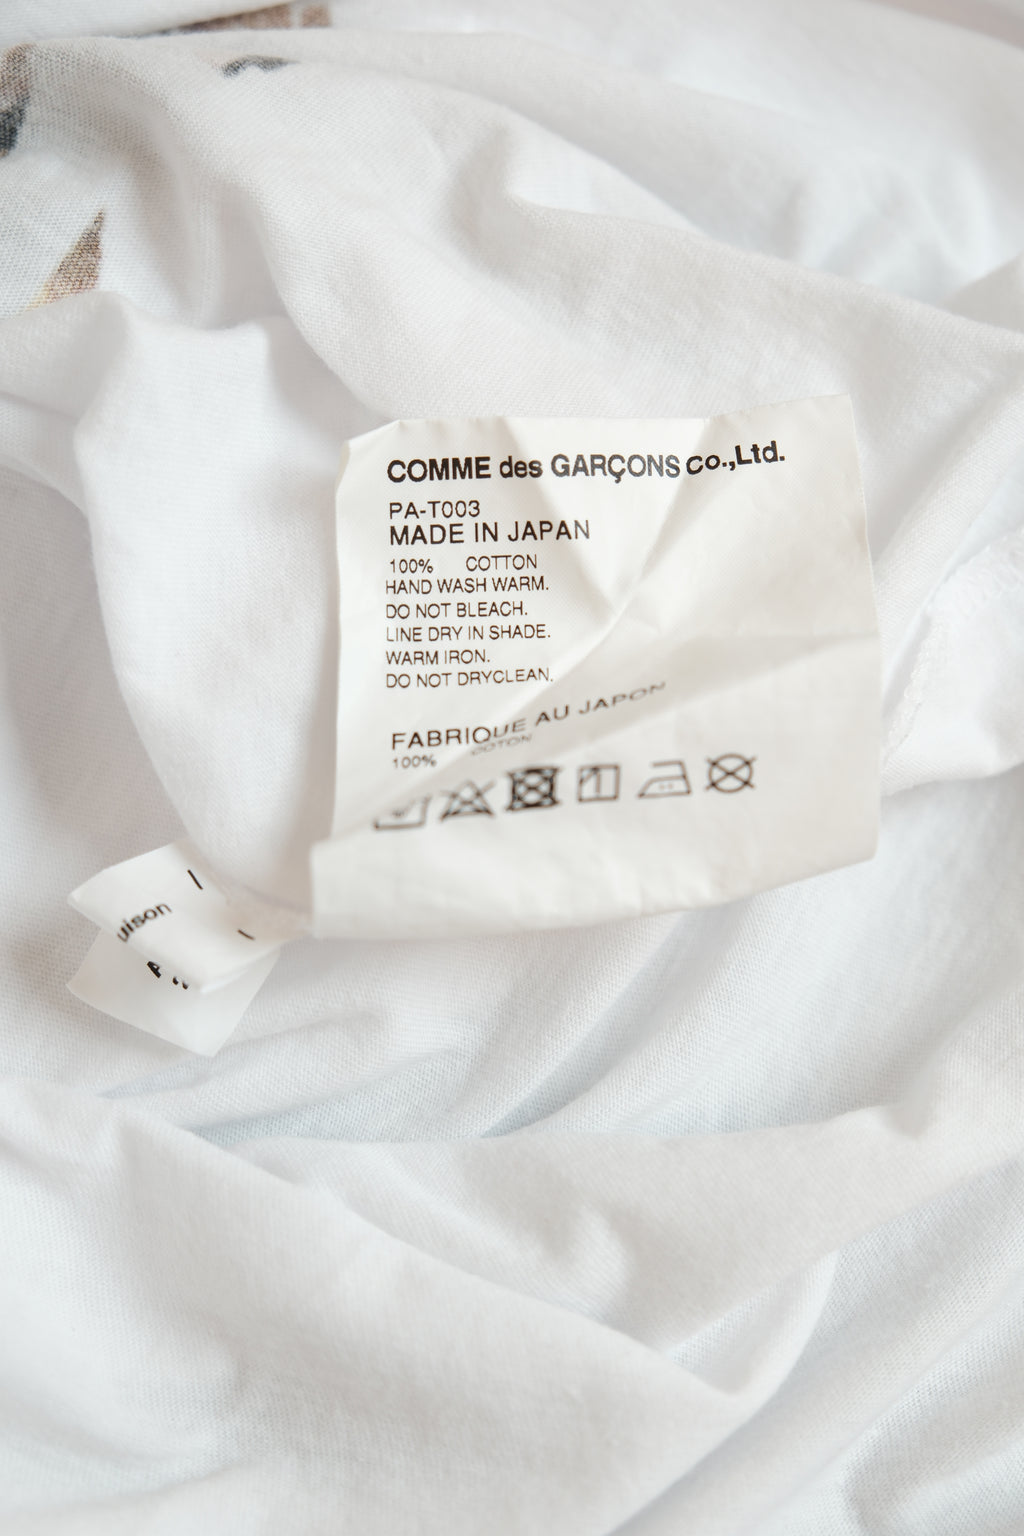 COMME des GARÇONS Co.,Ltd.
PA-T003
MADE IN JAPAN
100% COTTON
HAND WASH WARM.
DO NOT BLEACH.
LINE DRY IN SHADE.
WARM IRON.
DO NOT DRYCLEAN.
FABRIQUE AU JAPON
100% COTON